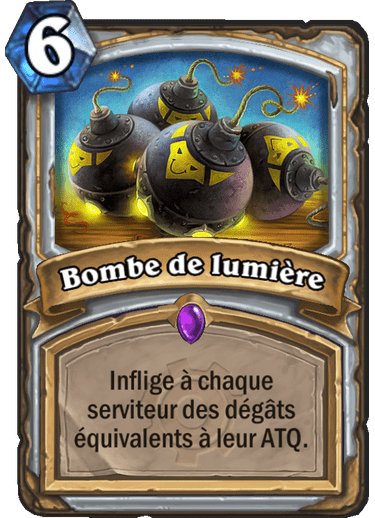 6
Bombe de lumière
Inflige à chaque
serviteur des dégâts
équivalents à leur ATQ.